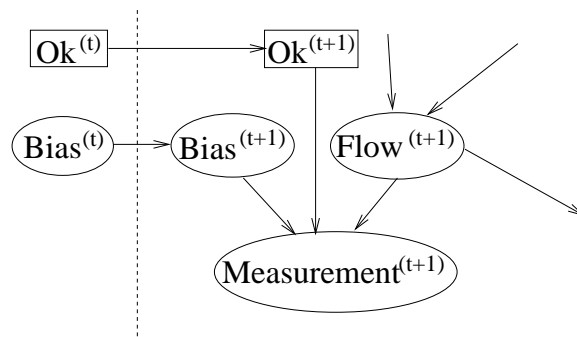 Ok(t)
Ok(t+1)
Bias(t)
Bias(t+1)
Flow(t+1)
Measurement(t+1)